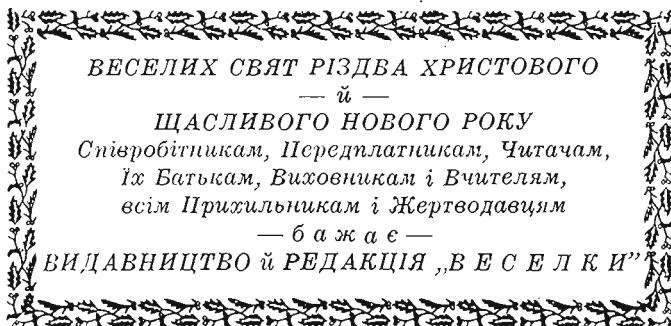 ВЕСЕЛИХ СВЯТ РІЗДВА ХРИСТОВОГО
— й —
ЩАСЛИВОГО НОВОГО РОКУ
Співробітникам, Передплатникам, Читачам,
Їх Батькам, Виховникам і Вчителям,
всім Прихильникам і Жертводавцям
— б а ж а є —
ВИДАВНИЦТВО й РЕДАКЦІЯ „В Е С Е Л К И"